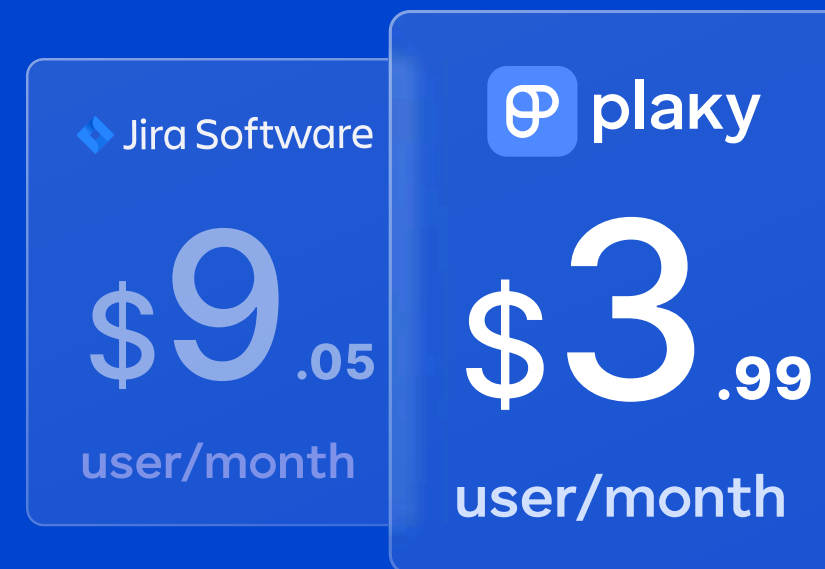 Jira Software
$9.05
user/month
plaky
$3.99
user/month